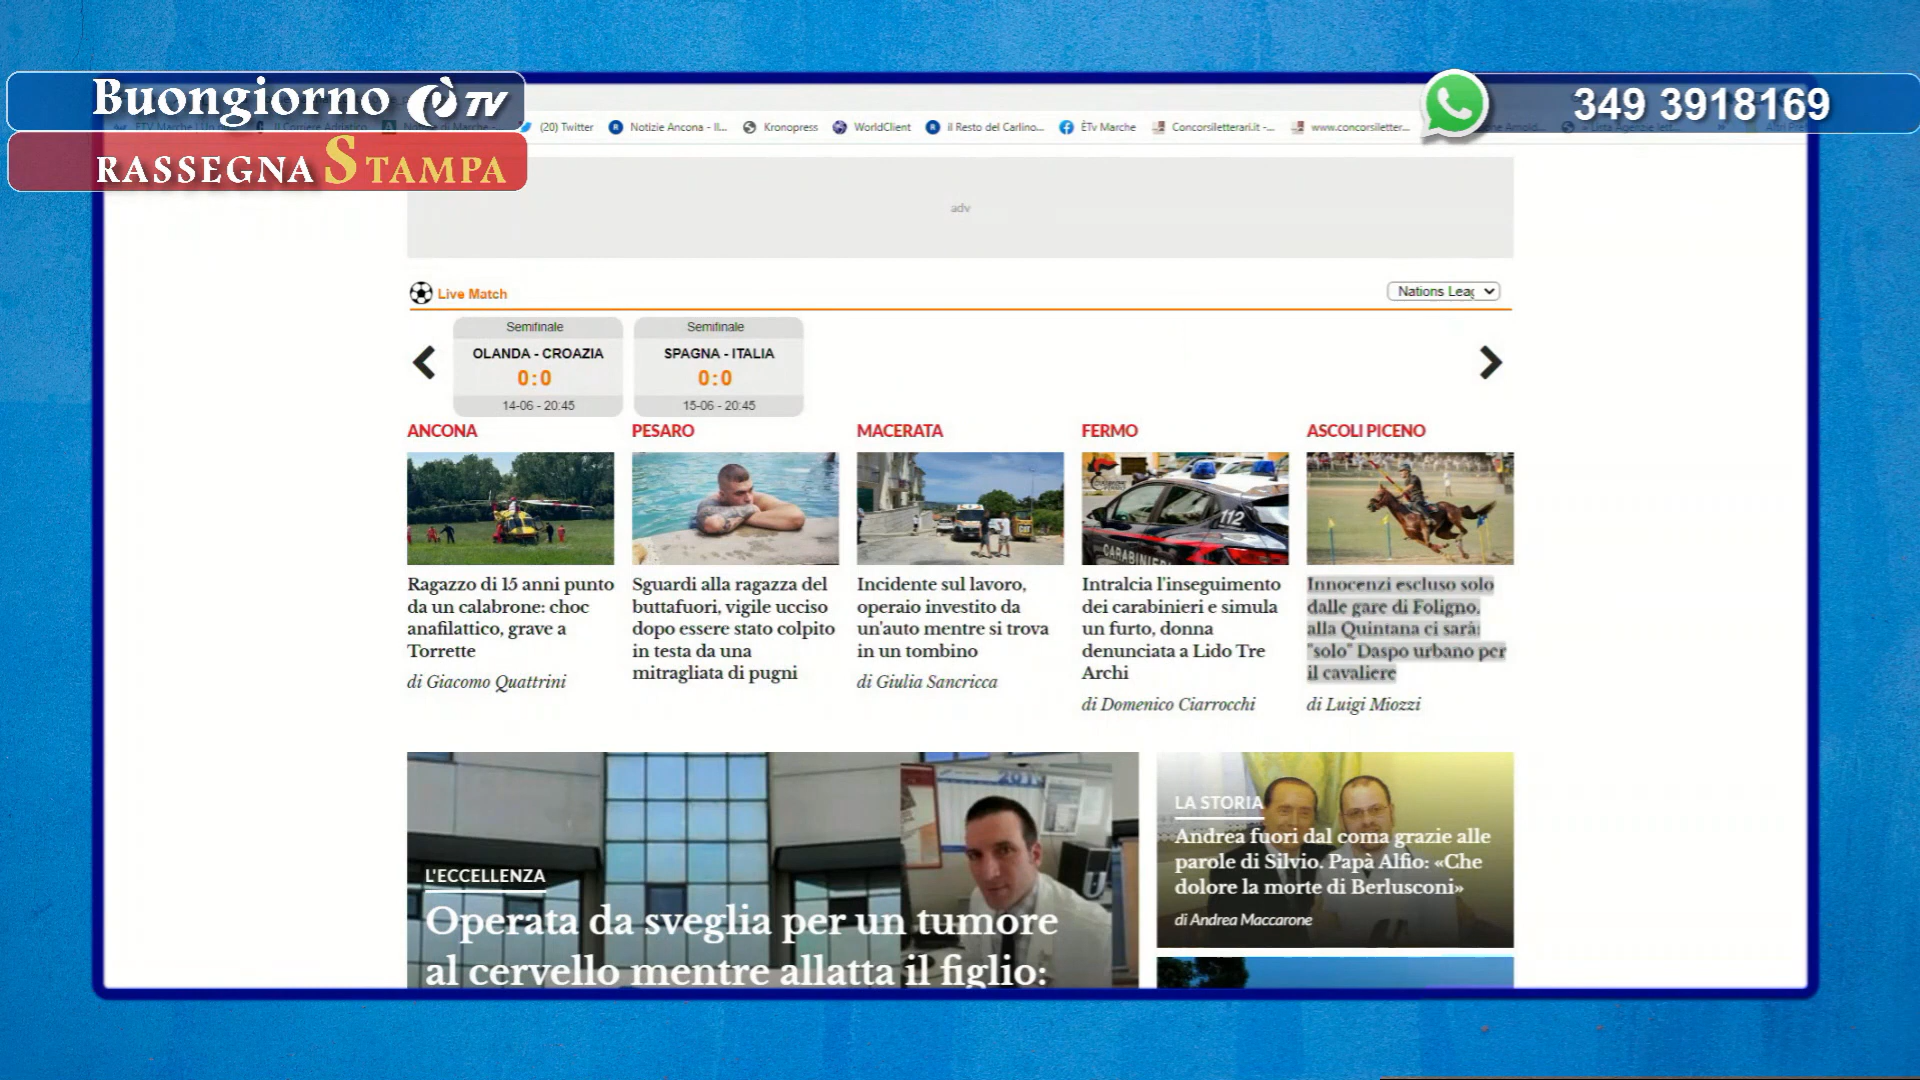 Buongiorno èTV
RASSEGNA STAMPA
349 3918169
(20) Twitter
Notizie Ancona - Il...
Kronopress
WorldClient
il Resto del Carlino...
ÈTv Marche
Concorsiletterari.it -...
www.concorsiletter...
adv
Live Match
Nations Leag
Semifinale
OLANDA - CROAZIA
0:0
14-06 - 20:45
Semifinale
SPAGNA - ITALIA
0:0
15-06 - 20:45
ANCONA
Ragazzo di 15 anni punto
da un calabrone: choc
anafilattico, grave a
Torrette
di Giacomo Quattrini
PESARO
Sguardi alla ragazza del
buttafuori, vigile ucciso
dopo essere stato colpito
in testa da una
mitragliata di pugni
MACERATA
Incidente sul lavoro,
operaio investito da
un'auto mentre si trova
in un tombino
di Giulia Sancricca
FERMO
112
CARABINIERI
Intralcia l'inseguimento
dei carabinieri e simula
un furto, donna
denunciata a Lido Tre
Archi
di Domenico Ciarrocchi
ASCOLI PICENO
Innocenzi escluso solo
dalle gare di Foligno,
alla Quintana ci sarà:
"solo" Daspo urbano per
il cavaliere
di Luigi Miozzi
L'ECCELLENZA
Operata da sveglia per un tumore
al cervello mentre allatta il figlio:
LA STORIA
Andrea fuori dal coma grazie alle
parole di Silvio. Papà Alfio: «Che
dolore la morte di Berlusconi»
di Andrea Maccarone